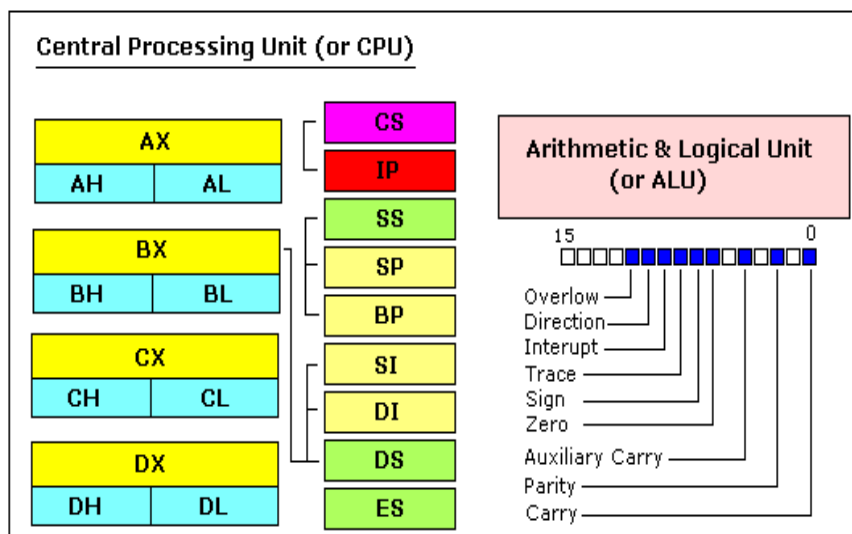 Central Processing Unit (or CPU)
AX
AH AL
BX
BH BL
CX
CH CL
DX
DH DL
CS
IP
SS
SP
BP
SI
DI
DS
ES
Arithmetic & Logical Unit
(or ALU)
15 0
Overlow
Direction
Interupt
Trace
Sign
Zero
Auxiliary Carry
Parity
Carry